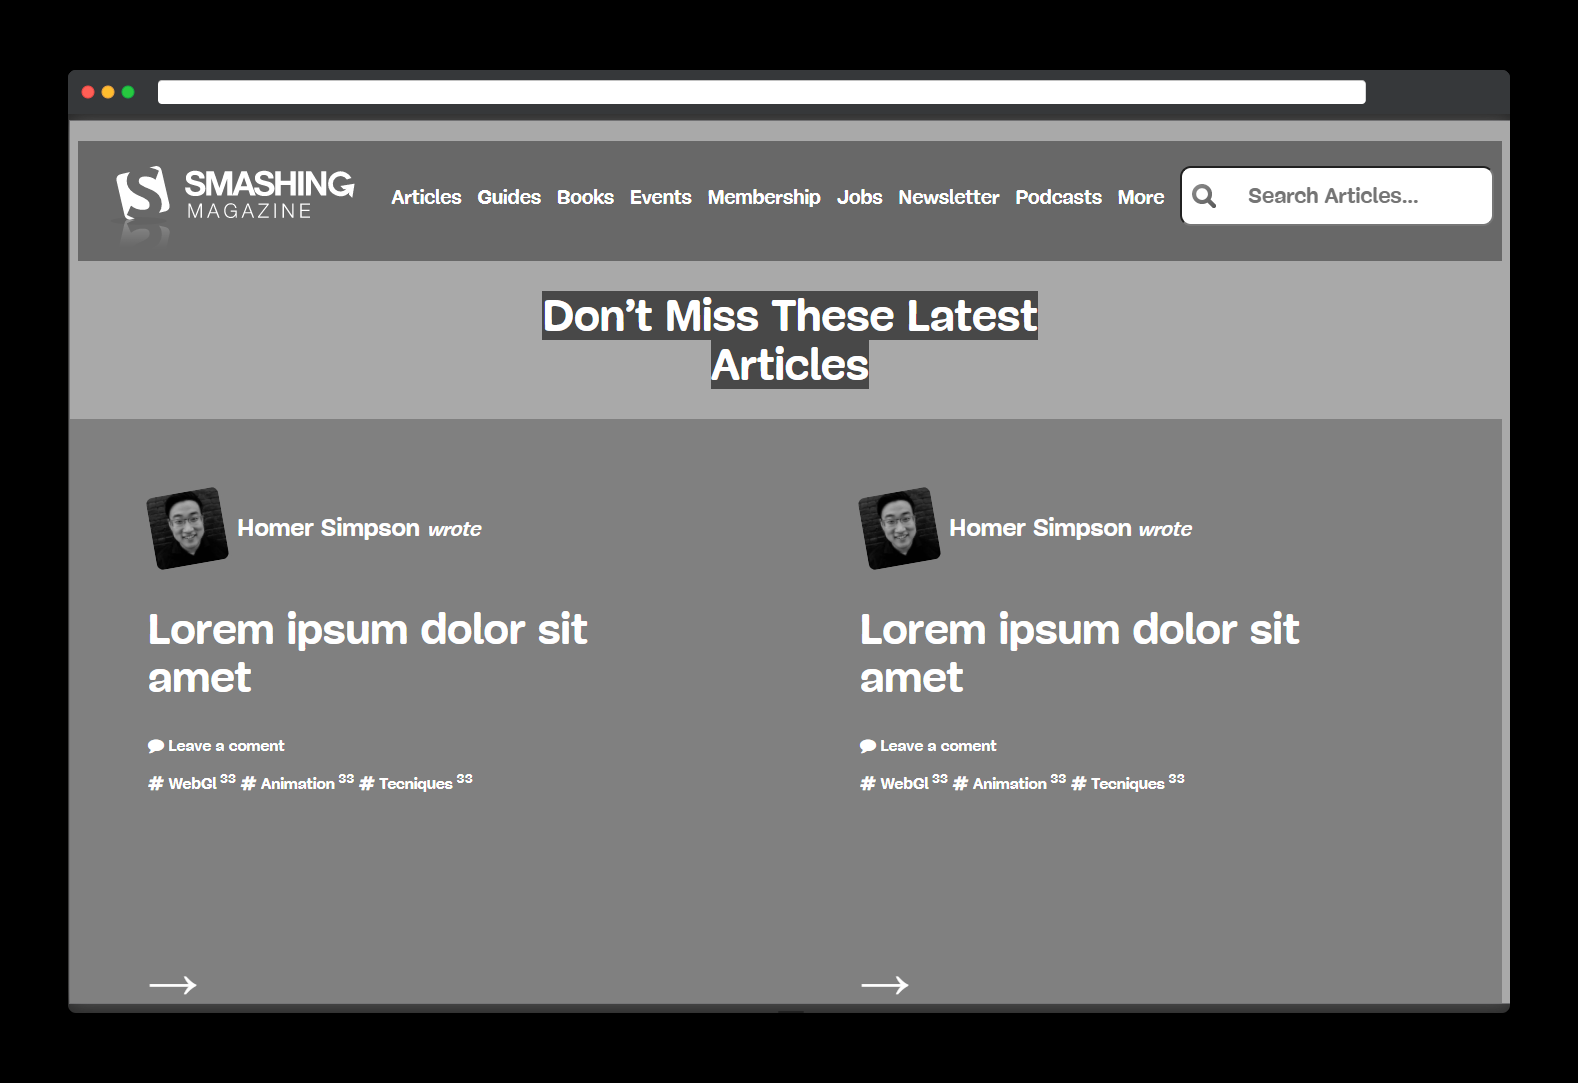 SMASHING
MAGAZINE
Articles Guides Books Events Membership Jobs Newsletter Podcasts More Search Articles...
Don't Miss These Latest
Articles
Homer Simpson wrote
Lorem ipsum dolor sit
amet
Leave a coment
# WebGl 33 # Animation 33 # Tecniques 33
Homer Simpson wrote
Lorem ipsum dolor sit
amet
Leave a coment
# WebGl 33 # Animation 33 # Tecniques 33